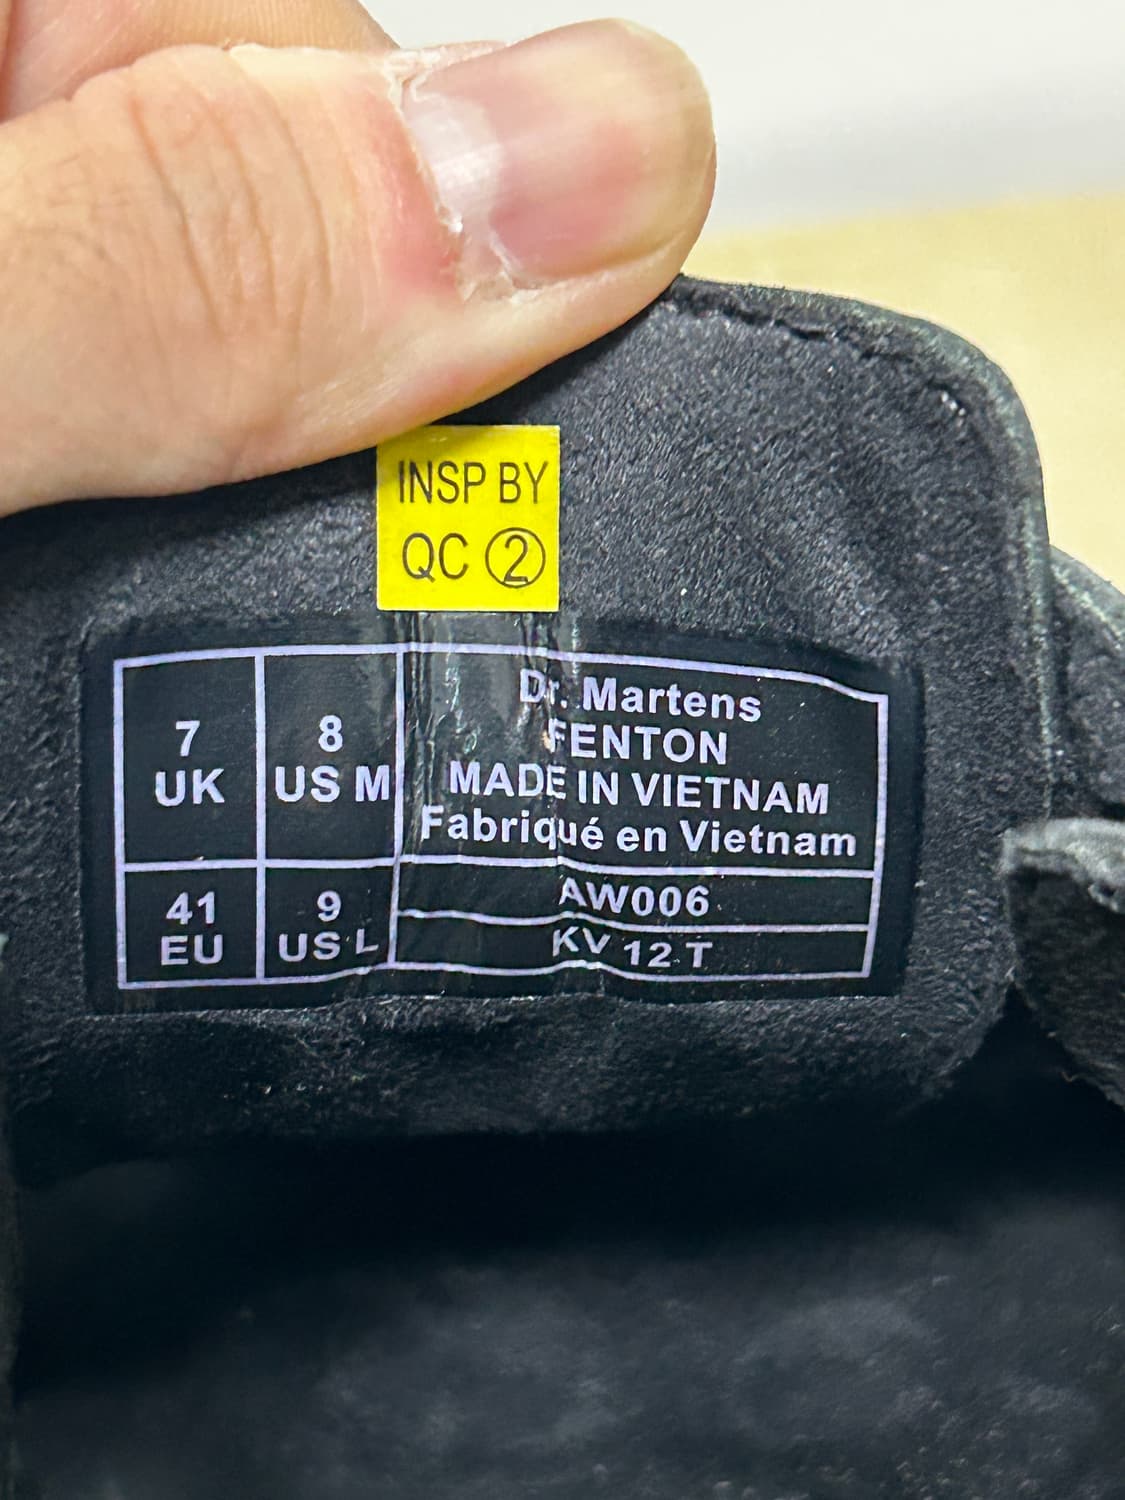 INSP BY
QC ②
7
UK
8
US M
41
EU
9
US L
Dr. Martens
FENTON
MADE IN VIETNAM
Fabriqué en Vietnam
AW006
KV 12 T